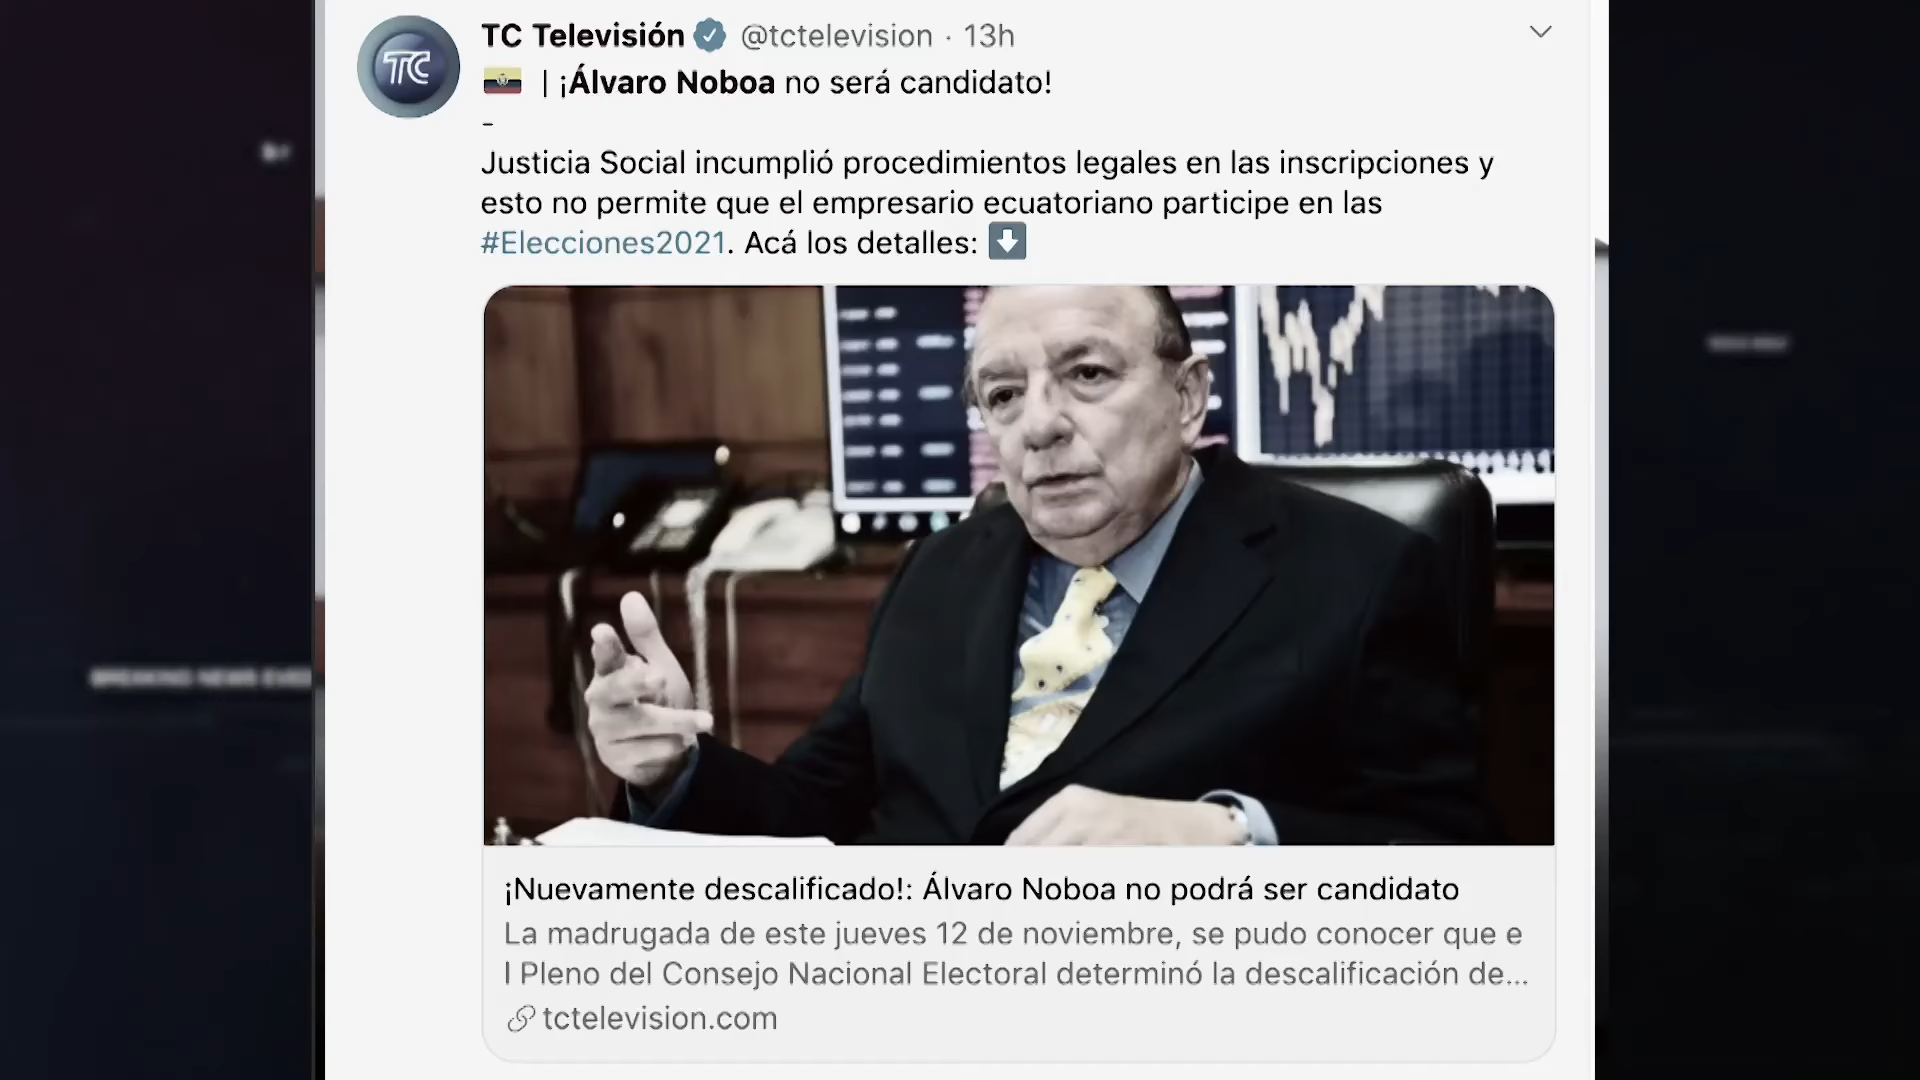 TC Televisión @tctelevision · 13h
TC
| ¡Álvaro Noboa no será candidato!
-
Justicia Social incumplió procedimientos legales en las inscripciones y
esto no permite que el empresario ecuatoriano participe en las
#Elecciones2021. Acá los detalles: ⬇
¡Nuevamente descalificado!: Álvaro Noboa no podrá ser candidato
La madrugada de este jueves 12 de noviembre, se pudo conocer que e
l Pleno del Consejo Nacional Electoral determinó la descalificación de...
tctelevision.com
BREAKING NEWS